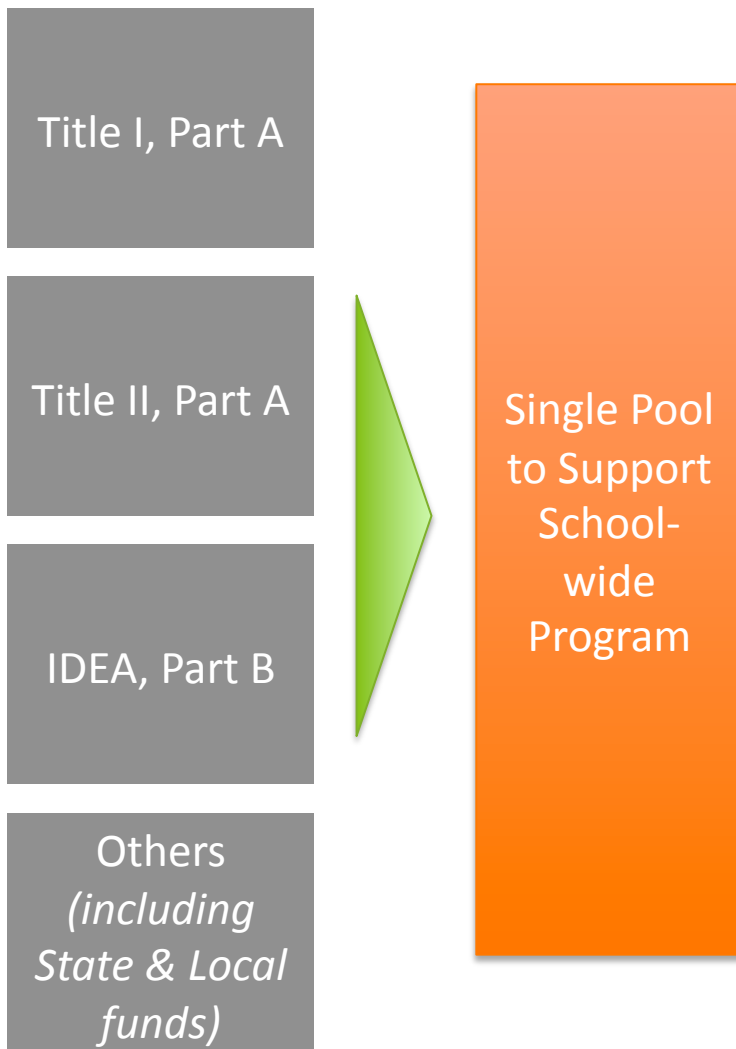 Title I, Part A
Title II, Part A
IDEA, Part B
Others
(including
State & Local
funds)
Single Pool
to Support
School-
wide
Program